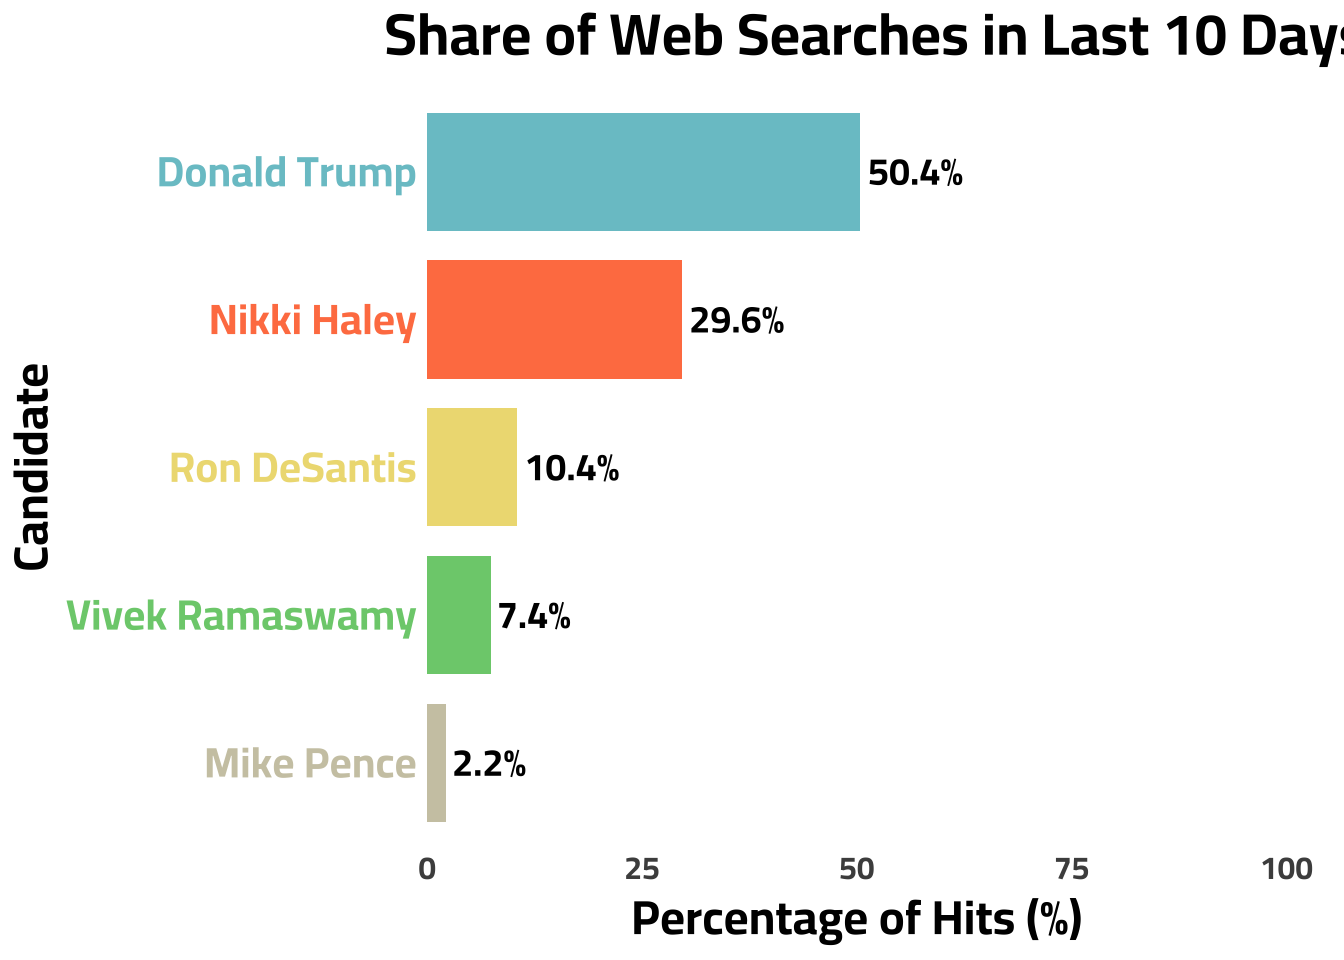 Share of Web Searches in Last 10 Days
Donald Trump
50.4%
Nikki Haley
29.6%
Ron DeSantis
10.4%
Vivek Ramaswamy
7.4%
Mike Pence
2.2%
Candidate
0 25 50 75 100
Percentage of Hits (%)